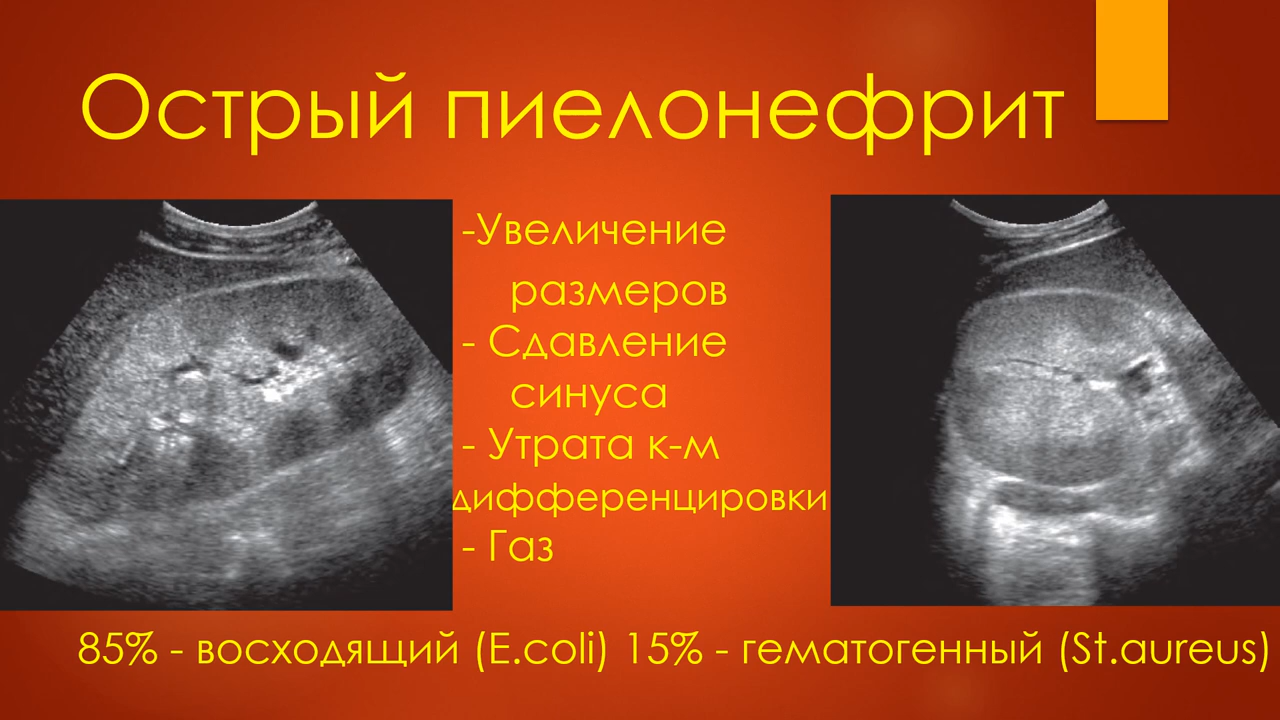 Острый пиелонефрит
-Увеличение
размеров
- Сдавление
синуса
- Утрата к-м
дифференцировки
- Газ
85% - восходящий (E.coli) 15% - гематогенный (St.aureus)